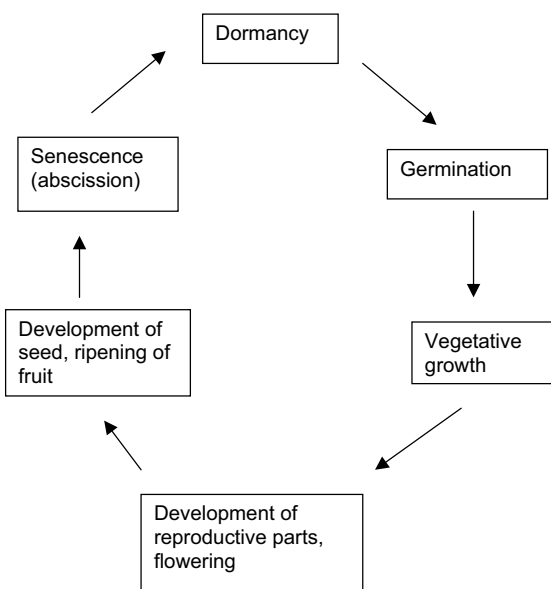 Dormancy
Germination
Vegetative
growth
Development of
reproductive parts,
flowering
Development of
seed, ripening of
fruit
Senescence
(abscission)